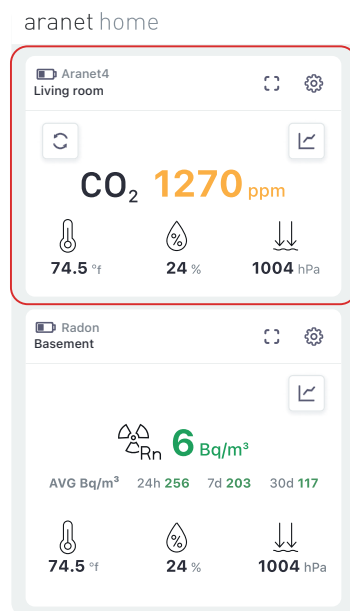 aranet home
Aranet4
Living room
CO₂ 1270 ppm
74.5 °f 24 % 1004 hPa
Radon
Basement
Rn 6 Bq/m³
AVG Bq/m³ 24h 256 7d 203 30d 117
74.5 °f 24 % 1004 hPa